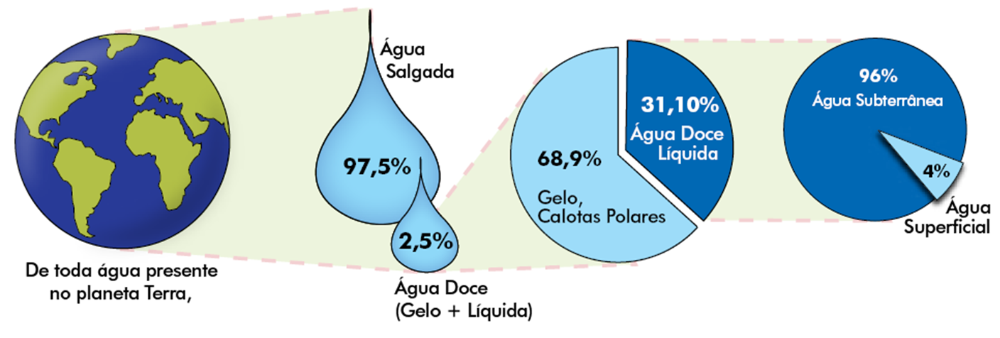 De toda água presente
no planeta Terra,
Água
Salgada
97,5%
2,5%
Água Doce
(Gelo + Líquida)
68,9%
Gelo,
Calotas Polares
31,10%
Água Doce
Líquida
96%
Água Subterrânea
4%
Água
Superficial